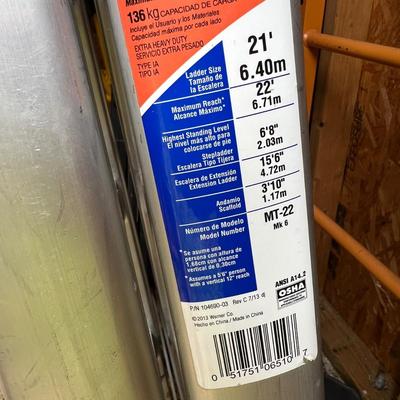 136 kg CAPACIDAD DE CARGA
Incluye el Usuario y los Materiales
Capacidad máxima por cada lado
EXTRA HEAVY DUTY
SERVICIO EXTRA PESADO
TYPE IA
TIPO IA
Ladder Size
Tamaño de
la Escalera
21'
6.40m
Maximum Reach*
Alcance Máximo*
22'
6.71m
Highest Standing Level
El nivel más alto para
colocarse de pie
Stepladder
Escalera Tipo Tijera
6'8"
2.03m
Escalera de Extensión
Extension Ladder
15'6"
4.72m
Andamio
Scaffold
3'10"
1.17m
Número de Modelo
Model Number
MT-22
Mk 6
*Se asume una
persona con altura de
1,68cm con alcance
vertical de 0,30cm
*Assumes a 5'6" person
with a vertical 12" reach
ANSI A14.2
OSHA
P/N 104690-03 Rev C 7/13 dj
©2013 Werner Co.
Hecho en China / Made in China
0 51751 06510 7